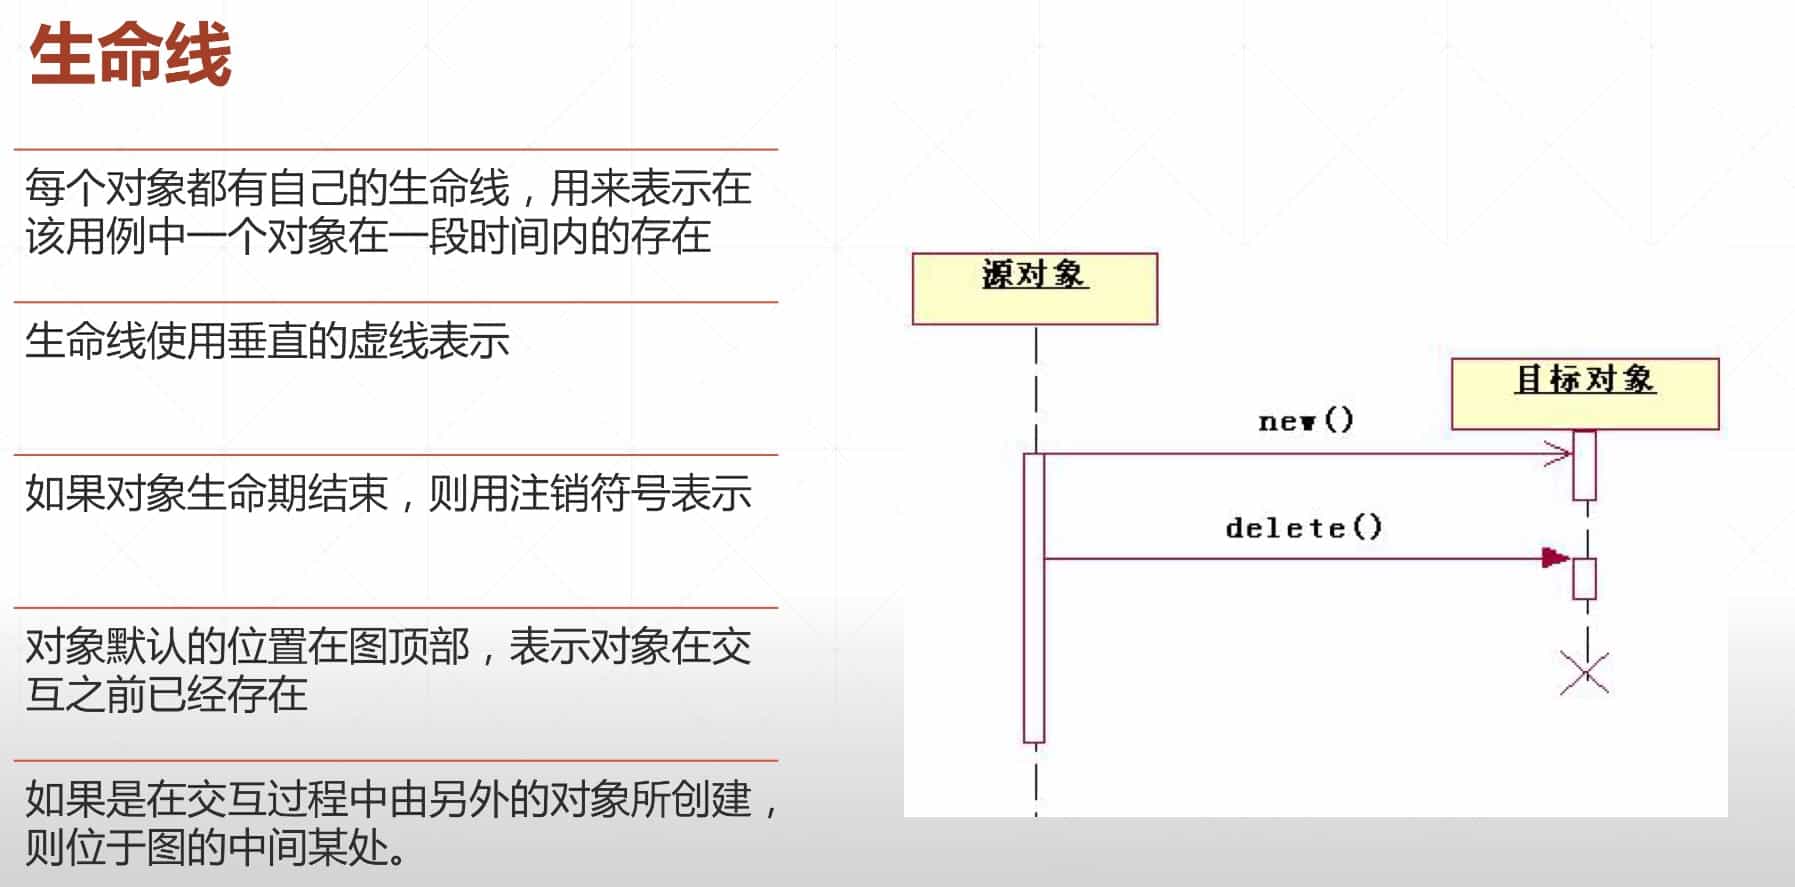 生命线
每个对象都有自己的生命线，用来表示在
该用例中一个对象在一段时间内的存在
生命线使用垂直的虚线表示
如果对象生命期结束，则用注销符号表示
对象默认的位置在图顶部，表示对象在交
互之前已经存在
如果是在交互过程中由另外的对象所创建，
则位于图的中间某处。
源对象
目标对象
new()
delete()